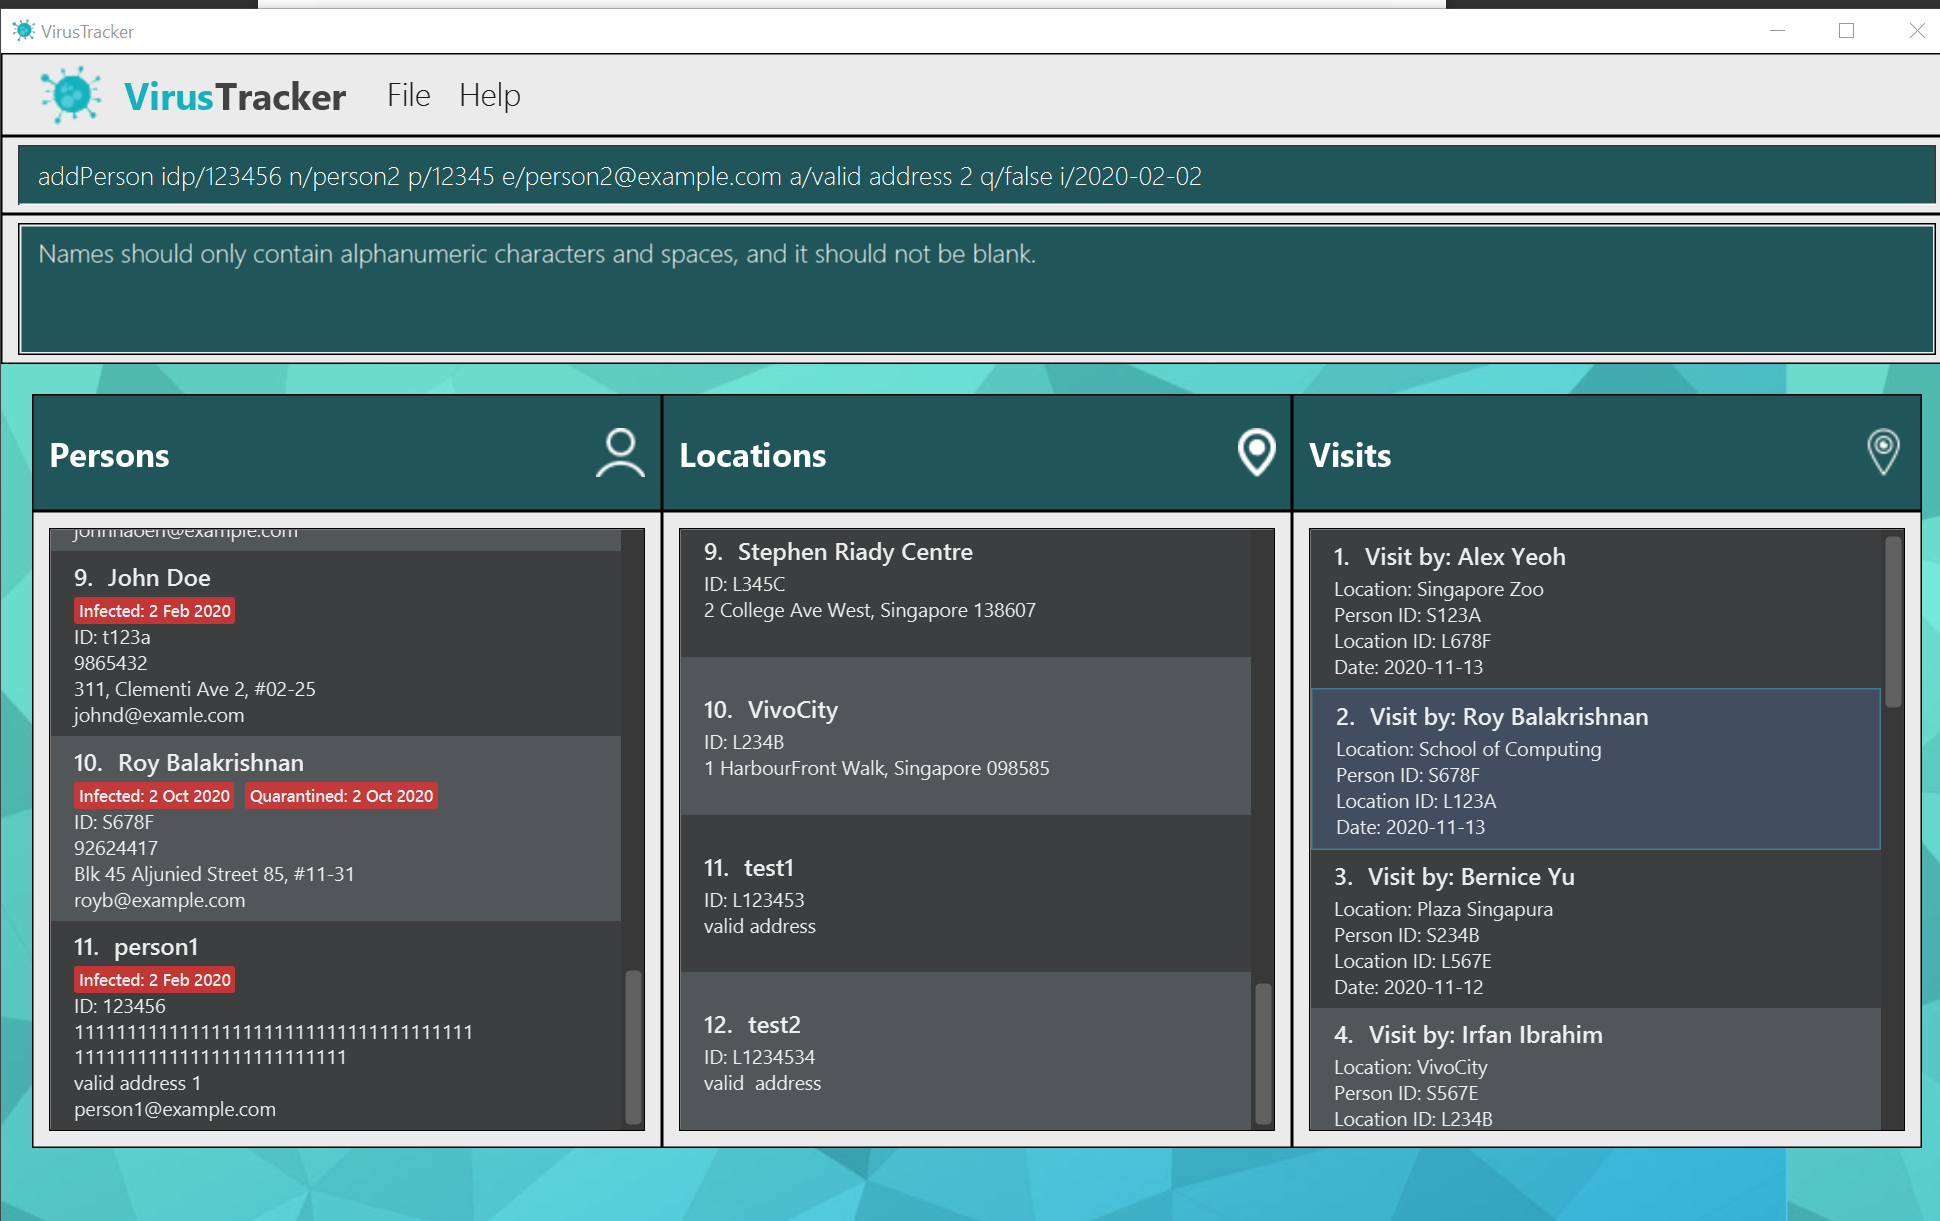 VirusTracker
VirusTracker File Help
addPerson idp/123456 n/person2 p/12345 e/person2@example.com a/valid address 2 q/false i/2020-02-02
Names should only contain alphanumeric characters and spaces, and it should not be blank.
Persons
johnhaoen@example.com
9. John Doe
Infected: 2 Feb 2020
ID: t123a
9865432
311, Clementi Ave 2, #02-25
johnd@examle.com
10. Roy Balakrishnan
Infected: 2 Oct 2020 Quarantined: 2 Oct 2020
ID: S678F
92624417
Blk 45 Aljunied Street 85, #11-31
royb@example.com
11. person1
Infected: 2 Feb 2020
ID: 123456
11111111111111111111111111111111111111
11111111111111111111111111
valid address 1
person1@example.com
Locations
9. Stephen Riady Centre
ID: L345C
2 College Ave West, Singapore 138607
10. VivoCity
ID: L234B
1 HarbourFront Walk, Singapore 098585
11. test1
ID: L123453
valid address
12. test2
ID: L1234534
valid  address
Visits
1. Visit by: Alex Yeoh
Location: Singapore Zoo
Person ID: S123A
Location ID: L678F
Date: 2020-11-13
2. Visit by: Roy Balakrishnan
Location: School of Computing
Person ID: S678F
Location ID: L123A
Date: 2020-11-13
3. Visit by: Bernice Yu
Location: Plaza Singapura
Person ID: S234B
Location ID: L567E
Date: 2020-11-12
4. Visit by: Irfan Ibrahim
Location: VivoCity
Person ID: S567E
Location ID: L234B